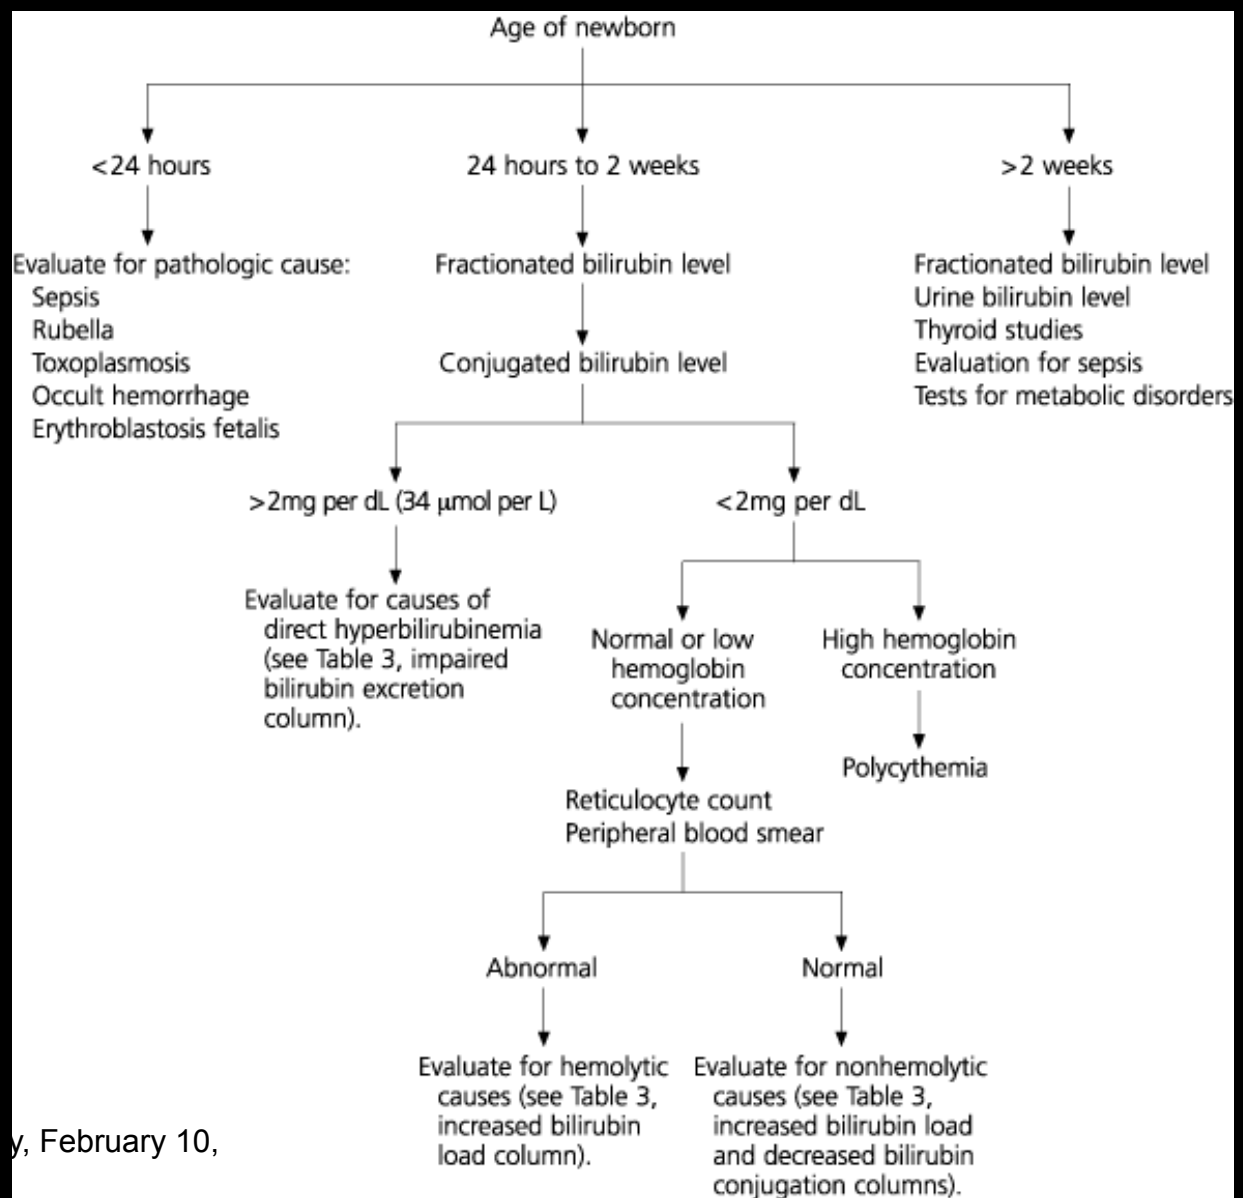 Age of newborn
<24 hours
24 hours to 2 weeks
>2 weeks
Evaluate for pathologic cause:
Sepsis
Rubella
Toxoplasmosis
Occult hemorrhage
Erythroblastosis fetalis
Fractionated bilirubin level
Conjugated bilirubin level
Fractionated bilirubin level
Urine bilirubin level
Thyroid studies
Evaluation for sepsis
Tests for metabolic disorders
>2mg per dL (34 μmol per L)
<2mg per dL
Evaluate for causes of
direct hyperbilirubinemia
(see Table 3, impaired
bilirubin excretion
column).
Normal or low
hemoglobin
concentration
High hemoglobin
concentration
Polycythemia
Reticulocyte count
Peripheral blood smear
Abnormal
Normal
Evaluate for hemolytic
causes (see Table 3,
increased bilirubin
load column).
Evaluate for nonhemolytic
causes (see Table 3,
increased bilirubin load
and decreased bilirubin
conjugation columns).
y, February 10,